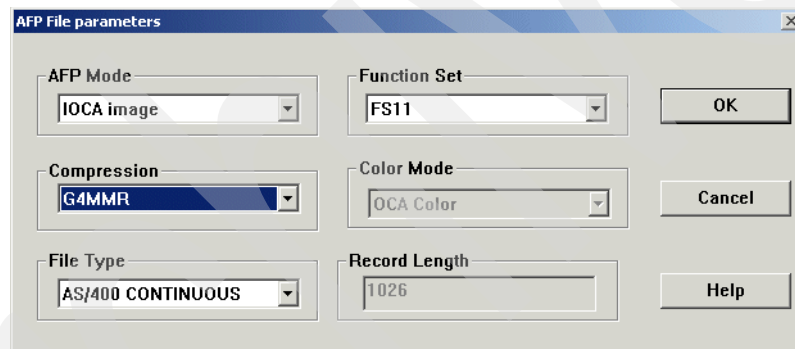 AFP File parameters
AFP Mode
IOCA image
Function Set
FS11
OK
Compression
G4MMR
Color Mode
OCA Color
Cancel
File Type
AS/400 CONTINUOUS
Record Length
1026
Help